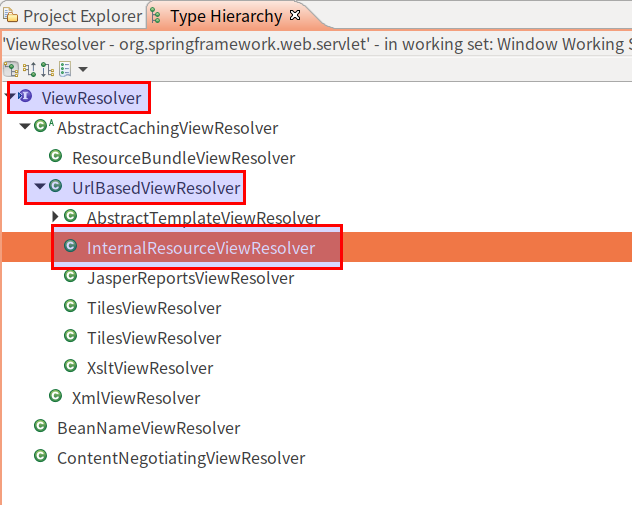 Project Explorer Type Hierarchy
'ViewResolver - org.springframework.web.servlet' - in working set: Window Working S
ViewResolver
AbstractCachingViewResolver
ResourceBundleViewResolver
UrlBasedViewResolver
AbstractTemplateViewResolver
InternalResourceViewResolver
JasperReportsViewResolver
TilesViewResolver
TilesViewResolver
XsltViewResolver
XmlViewResolver
BeanNameViewResolver
ContentNegotiatingViewResolver